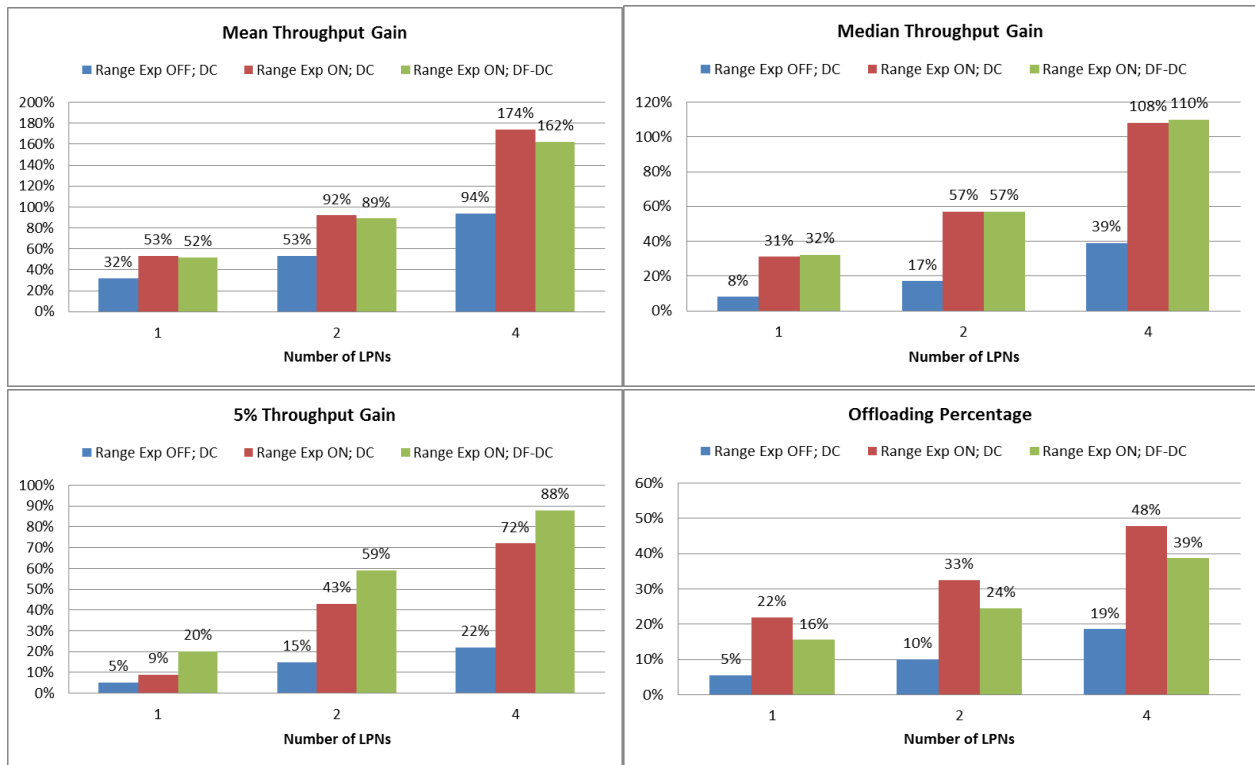 Mean Throughput Gain
Range Exp OFF; DC Range Exp ON; DC Range Exp ON; DF-DC
200%
180%
160%
140%
120%
100%
80%
60%
40%
20%
0%
32% 53% 52%
53% 92% 89%
94% 174% 162%
1 2 4
Number of LPNs
Median Throughput Gain
Range Exp OFF; DC Range Exp ON; DC Range Exp ON; DF-DC
120%
100%
80%
60%
40%
20%
0%
8% 31% 32%
17% 57% 57%
39% 108% 110%
1 2 4
Number of LPNs
5% Throughput Gain
Range Exp OFF; DC Range Exp ON; DC Range Exp ON; DF-DC
100%
90%
80%
70%
60%
50%
40%
30%
20%
10%
0%
5% 9% 20%
15% 43% 59%
22% 72% 88%
1 2 4
Number of LPNs
Offloading Percentage
Range Exp OFF; DC Range Exp ON; DC Range Exp ON; DF-DC
60%
50%
40%
30%
20%
10%
0%
5% 22% 16%
10% 33% 24%
19% 48% 39%
1 2 4
Number of LPNs